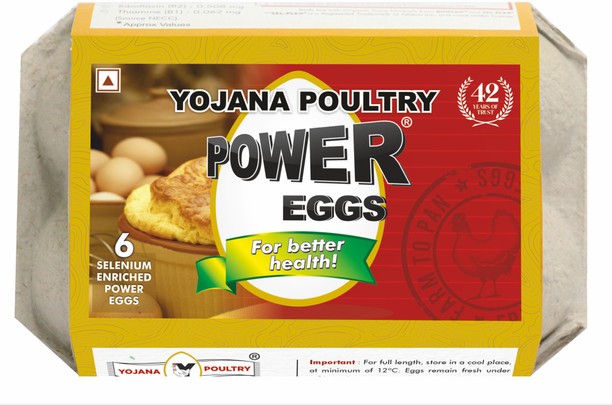 Thiamine (B1) - 0.082 mg.
(Source NECC)
*Approx Values
YOJANA POULTRY
POWER®
EGGS
42
YEARS OF
TRUST
For better
health!
6
SELENIUM
ENRICHED
POWER
EGGS
FARM TO PAN
EGGS
YOJANA POULTRY®
Important : For full length, store in a cool place,
at minimum of 12°C. Eggs remain fresh under